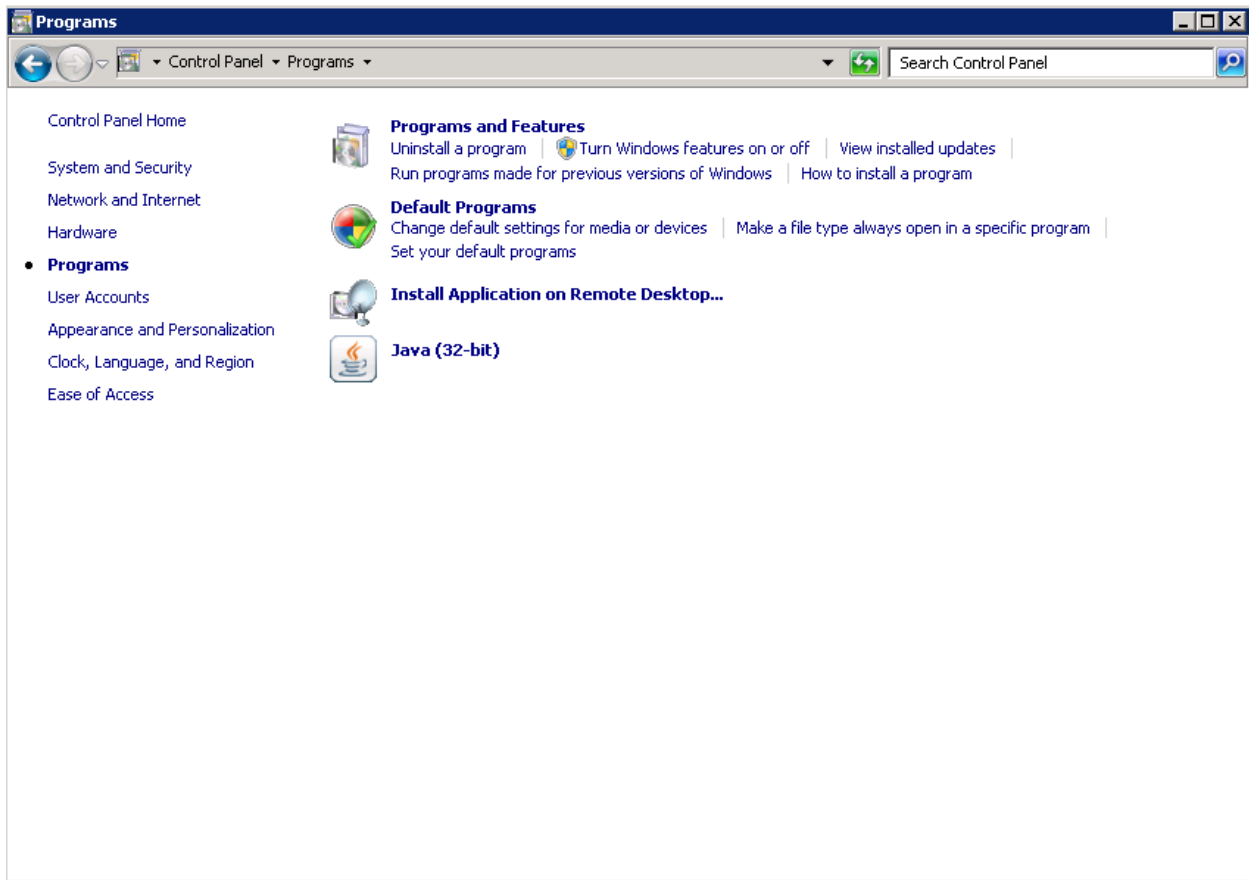 Programs
Control Panel Programs
Search Control Panel
Control Panel Home
System and Security
Network and Internet
Hardware
Programs
User Accounts
Appearance and Personalization
Clock, Language, and Region
Ease of Access
Programs and Features
Uninstall a program Turn Windows features on or off View installed updates
Run programs made for previous versions of Windows How to install a program
Default Programs
Change default settings for media or devices Make a file type always open in a specific program
Set your default programs
Install Application on Remote Desktop...
Java (32-bit)